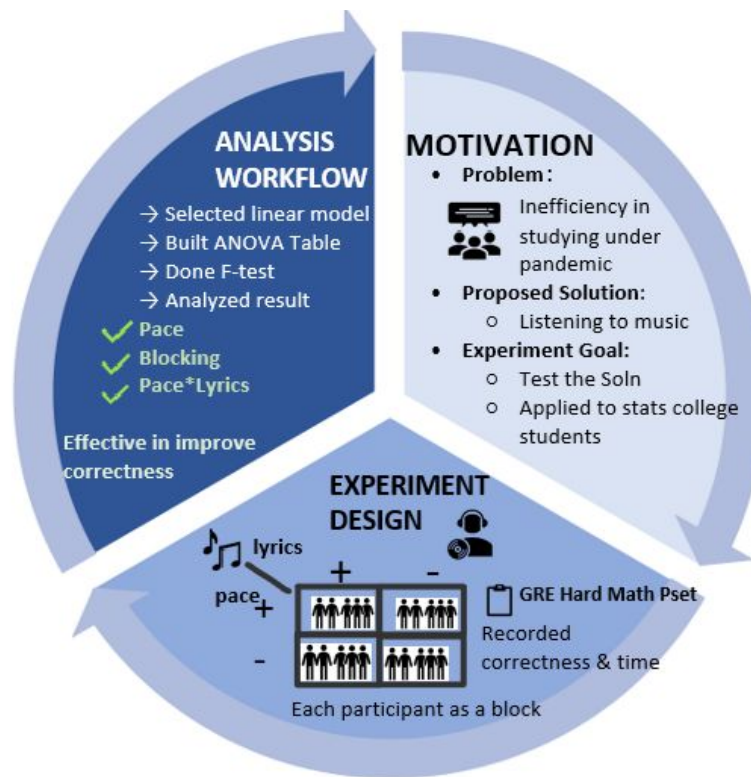 ANALYSIS
WORKFLOW
→ Selected linear model
→ Built ANOVA Table
→ Done F-test
→ Analyzed result
Pace
Blocking
Pace*Lyrics
Effective in improve
correctness
MOTIVATION
• Problem:
Inefficiency in
studying under
pandemic
• Proposed Solution:
○ Listening to music
• Experiment Goal:
○ Test the Soln
○ Applied to stats college
students
EXPERIMENT
DESIGN
lyrics
+ -
pace
+
-
GRE Hard Math Pset
Recorded
correctness & time
Each participant as a block